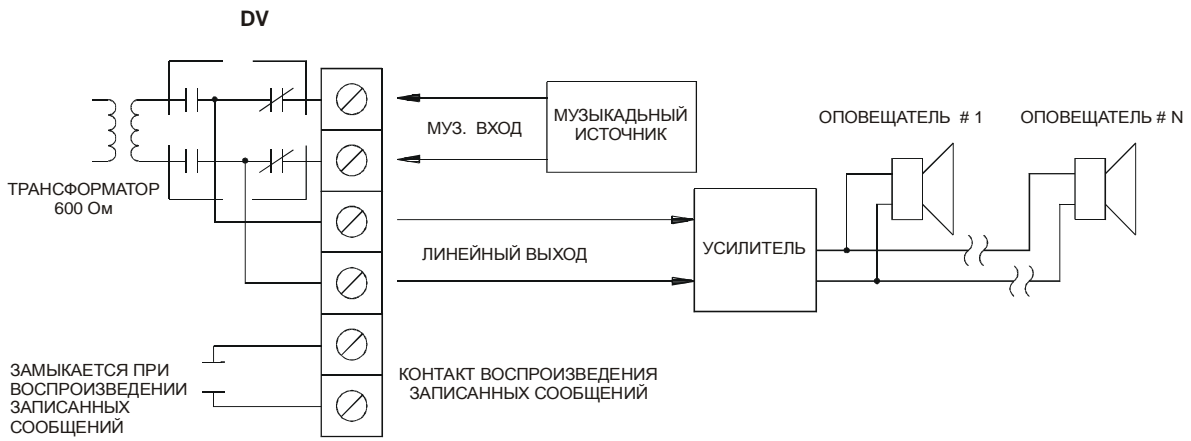 DV
МУЗ. ВХОД
МУЗЫКАДЬНЫЙ
ИСТОЧНИК
ОПОВЕЩАТЕЛЬ # 1
ОПОВЕЩАТЕЛЬ # N
ТРАНСФОРМАТОР
600 Ом
ЛИНЕЙНЫЙ ВЫХОД
УСИЛИТЕЛЬ
ЗАМЫКАЕТСЯ ПРИ
ВОСПРОИЗВЕДЕНИИ
ЗАПИСАННЫХ
СООБЩЕНИЙ
КОНТАКТ ВОСПРОИЗВЕДЕНИЯ
ЗАПИСАННЫХ СООБЩЕНИЙ